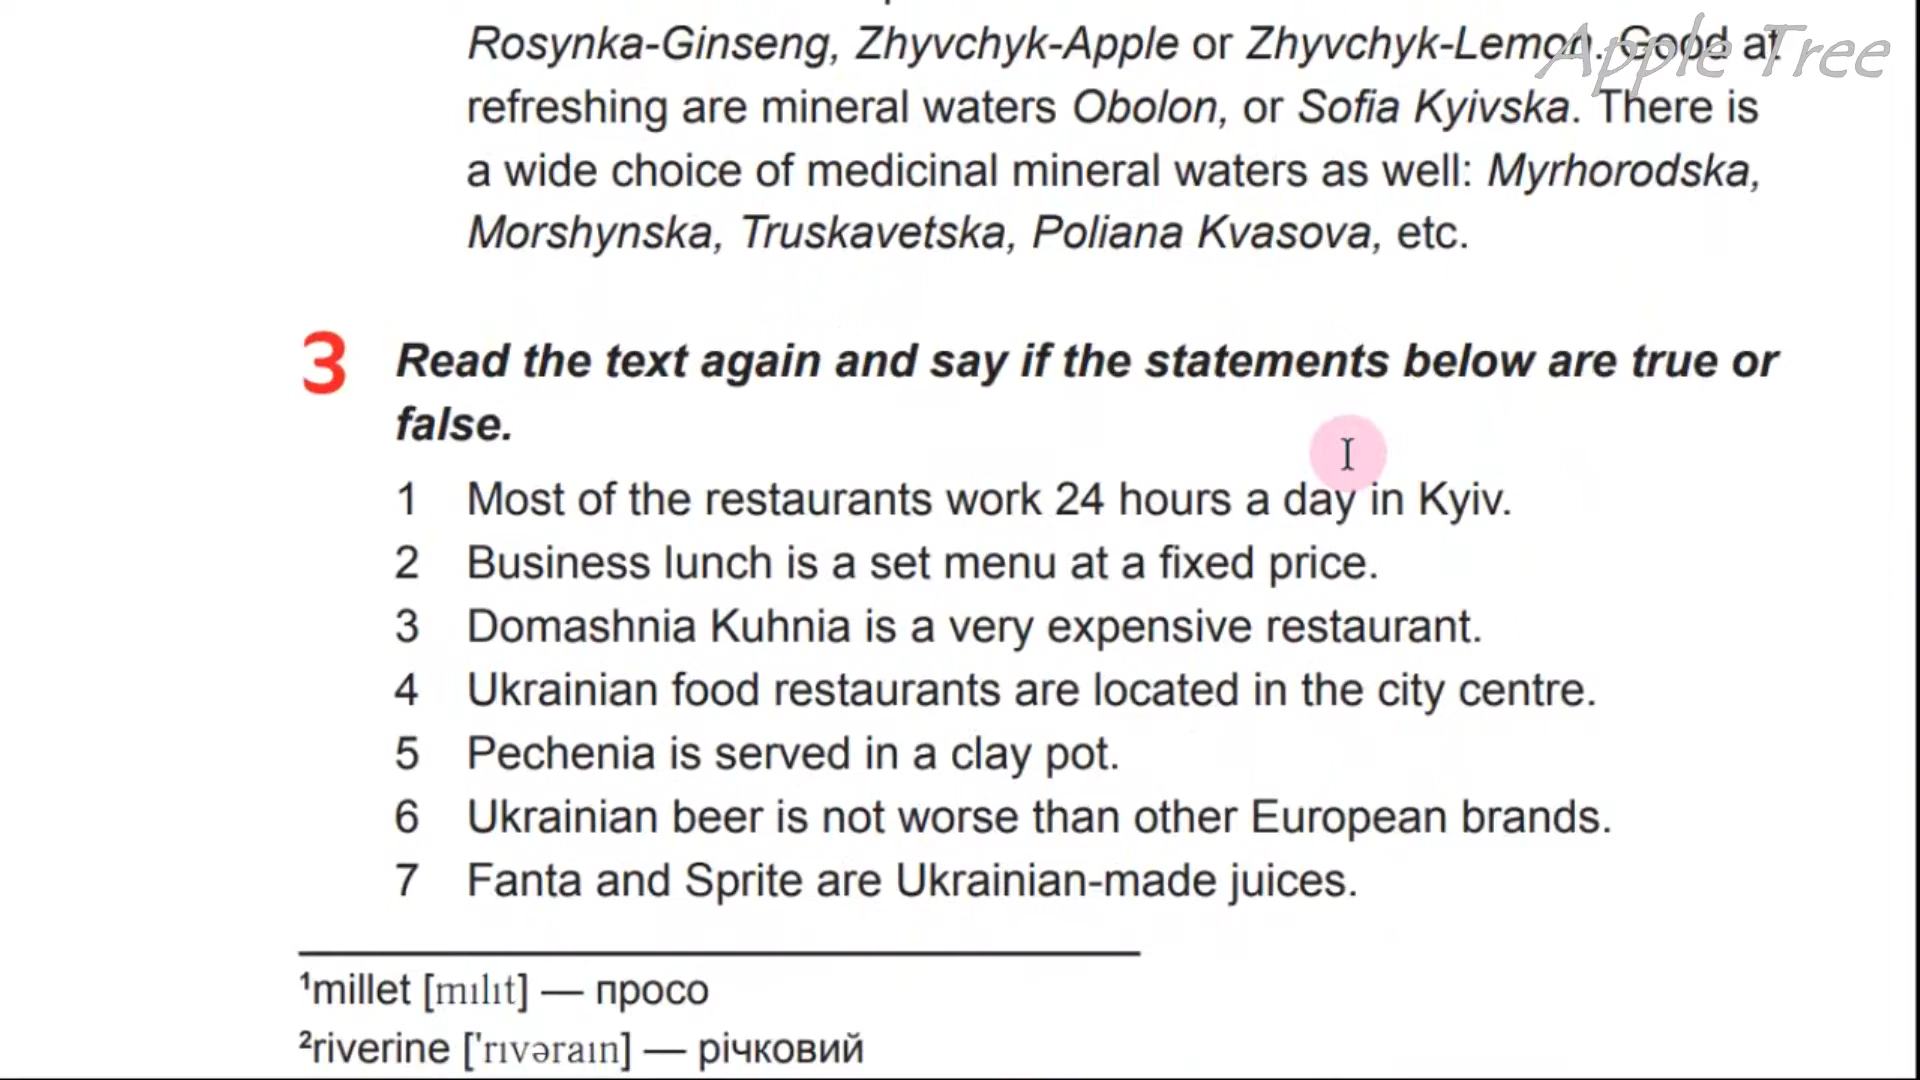 Rosynka-Ginseng, Zhyvchyk-Apple or Zhyvchyk-Lemon. Good at
Apple Tree
refreshing are mineral waters Obolon, or Sofia Kyivska. There is
a wide choice of medicinal mineral waters as well: Myrhorodska,
Morshynska, Truskavetska, Poliana Kvasova, etc.
3 Read the text again and say if the statements below are true or
false.
1 Most of the restaurants work 24 hours a day in Kyiv.
2 Business lunch is a set menu at a fixed price.
3 Domashnia Kuhnia is a very expensive restaurant.
4 Ukrainian food restaurants are located in the city centre.
5 Pechenia is served in a clay pot.
6 Ukrainian beer is not worse than other European brands.
7 Fanta and Sprite are Ukrainian-made juices.
¹millet [mılıt] — просо
²riverine ['rıvəraın] — річковий